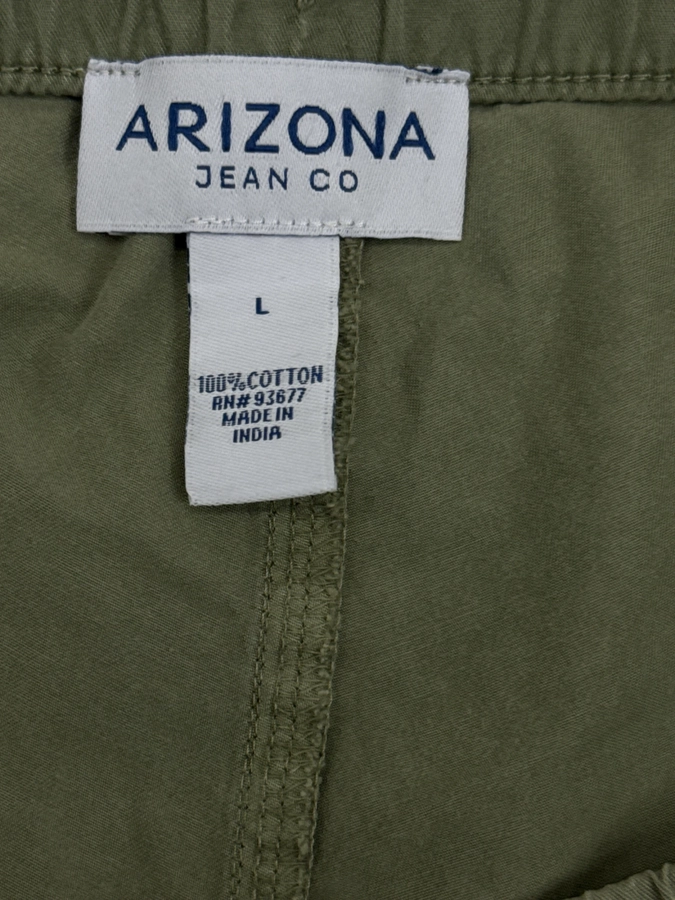 ARIZONA
JEAN CO
L
100%COTTON
RN# 93677
MADE IN
INDIA